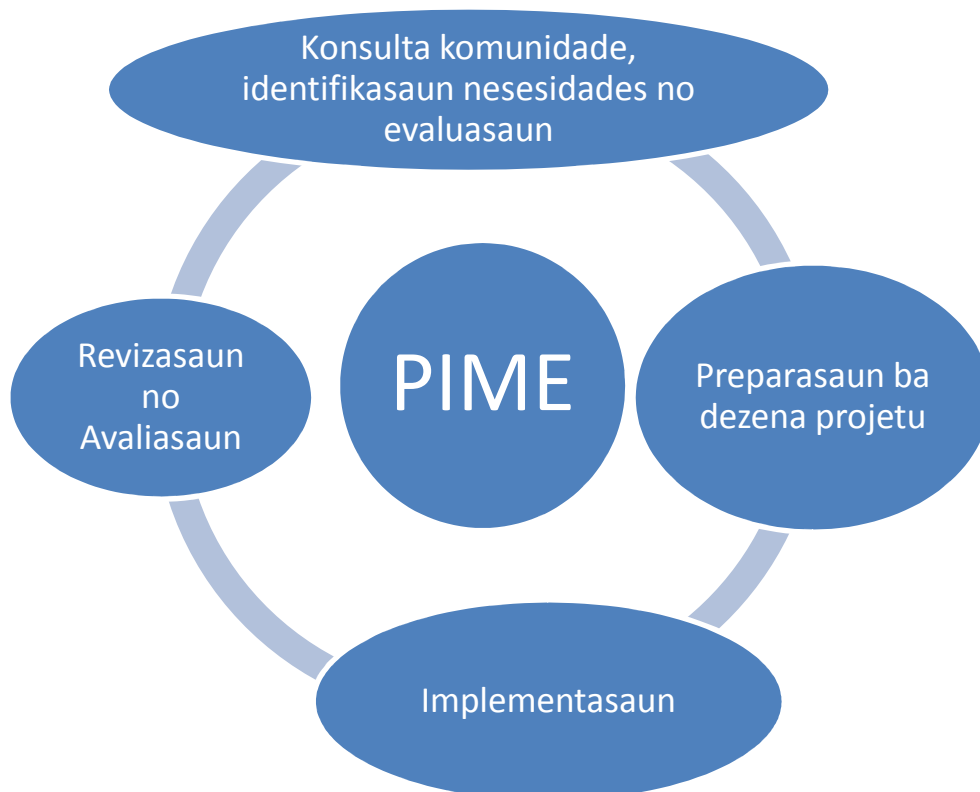 Konsulta komunidade,
identifikasaun nesesidades no
evaluasaun
Revizasaun
no
Avaliasaun
PIME
Preparasaun ba
dezena projetu
Implementasaun